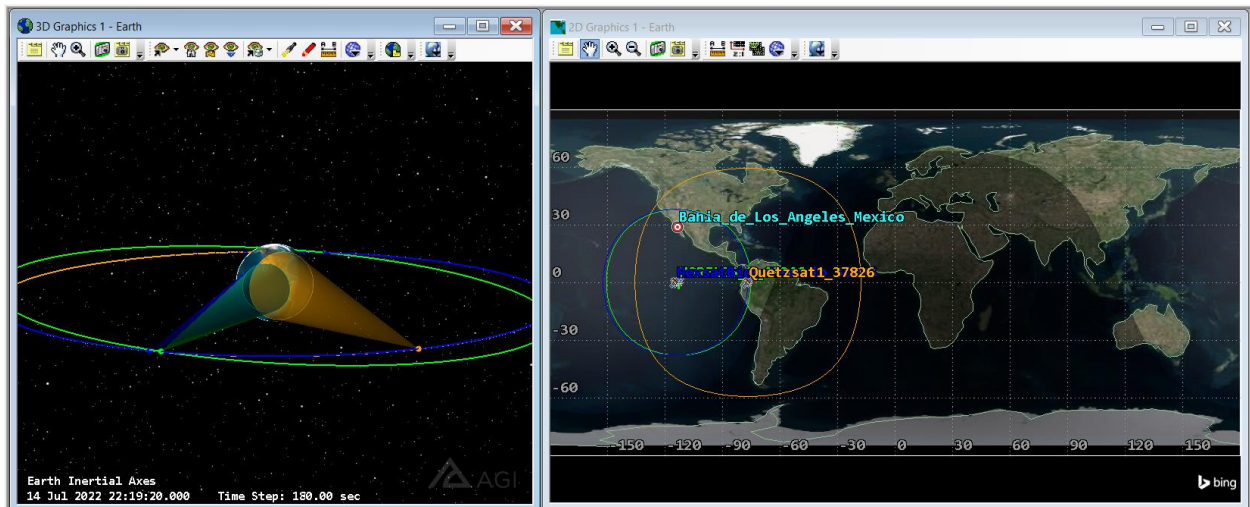 3D Graphics 1 - Earth
Earth Inertial Axes
14 Jul 2022 22:19:20.000 Time Step: 180.00 sec
AGI
2D Graphics 1 - Earth
60
30
0
-30
-60
Bahia_de_Los_Angeles_Mexico
Quetzsat1_37826
-150 -120 -90 -60 -30 0 30 60 90 120 150
bing